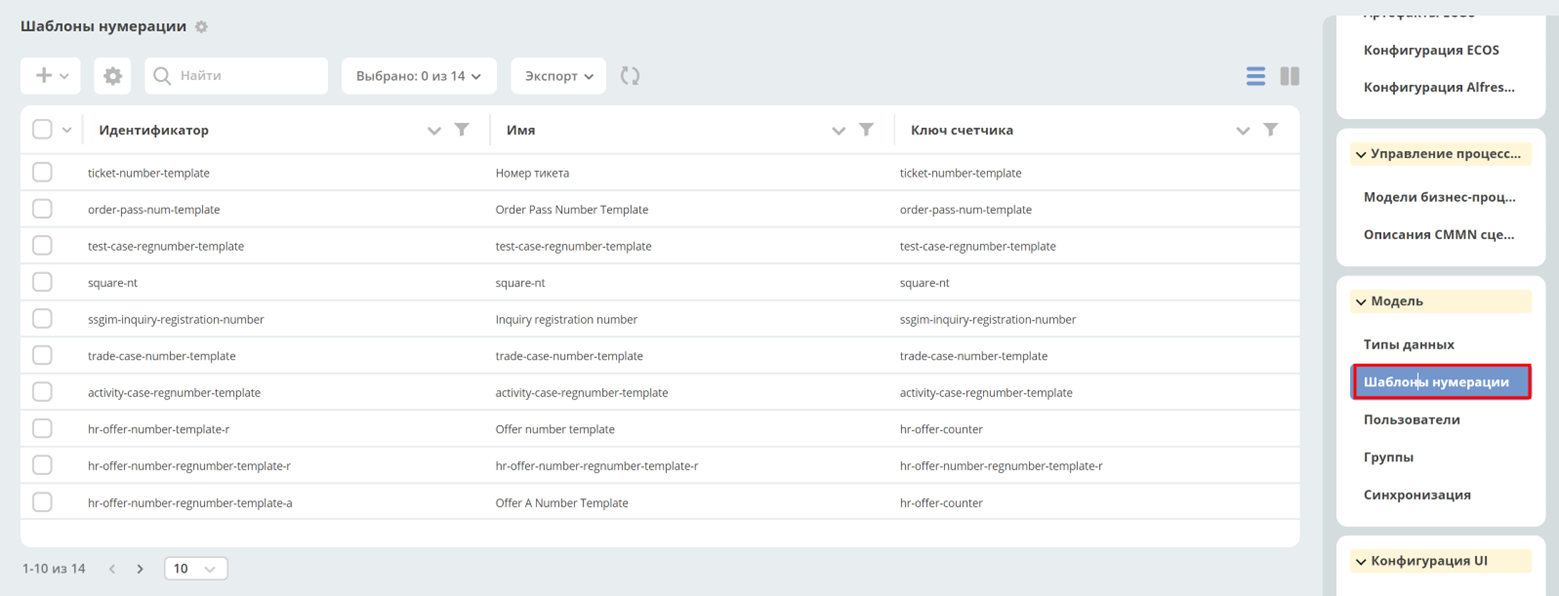 Шаблоны нумерации
Найти
Выбрано: 0 из 14
Экспорт
Идентификатор Имя Ключ счетчика
ticket-number-template Номер тикета ticket-number-template
order-pass-num-template Order Pass Number Template order-pass-num-template
test-case-regnumber-template test-case-regnumber-template test-case-regnumber-template
square-nt square-nt square-nt
ssgim-inquiry-registration-number Inquiry registration number ssgim-inquiry-registration-number
trade-case-number-template trade-case-number-template trade-case-number-template
activity-case-regnumber-template activity-case-regnumber-template activity-case-regnumber-template
hr-offer-number-template-r Offer number template hr-offer-counter
hr-offer-number-regnumber-template-r hr-offer-number-regnumber-template-r hr-offer-number-regnumber-template-r
hr-offer-number-regnumber-template-a Offer A Number Template hr-offer-counter
1-10 из 14
10
Конфигурация ECOS
Конфигурация Alfres...
Управление процесс...
Модели бизнес-проц...
Описания CMMN сце...
Модель
Типы данных
Шаблоны нумерации
Пользователи
Группы
Синхронизация
Конфигурация UI